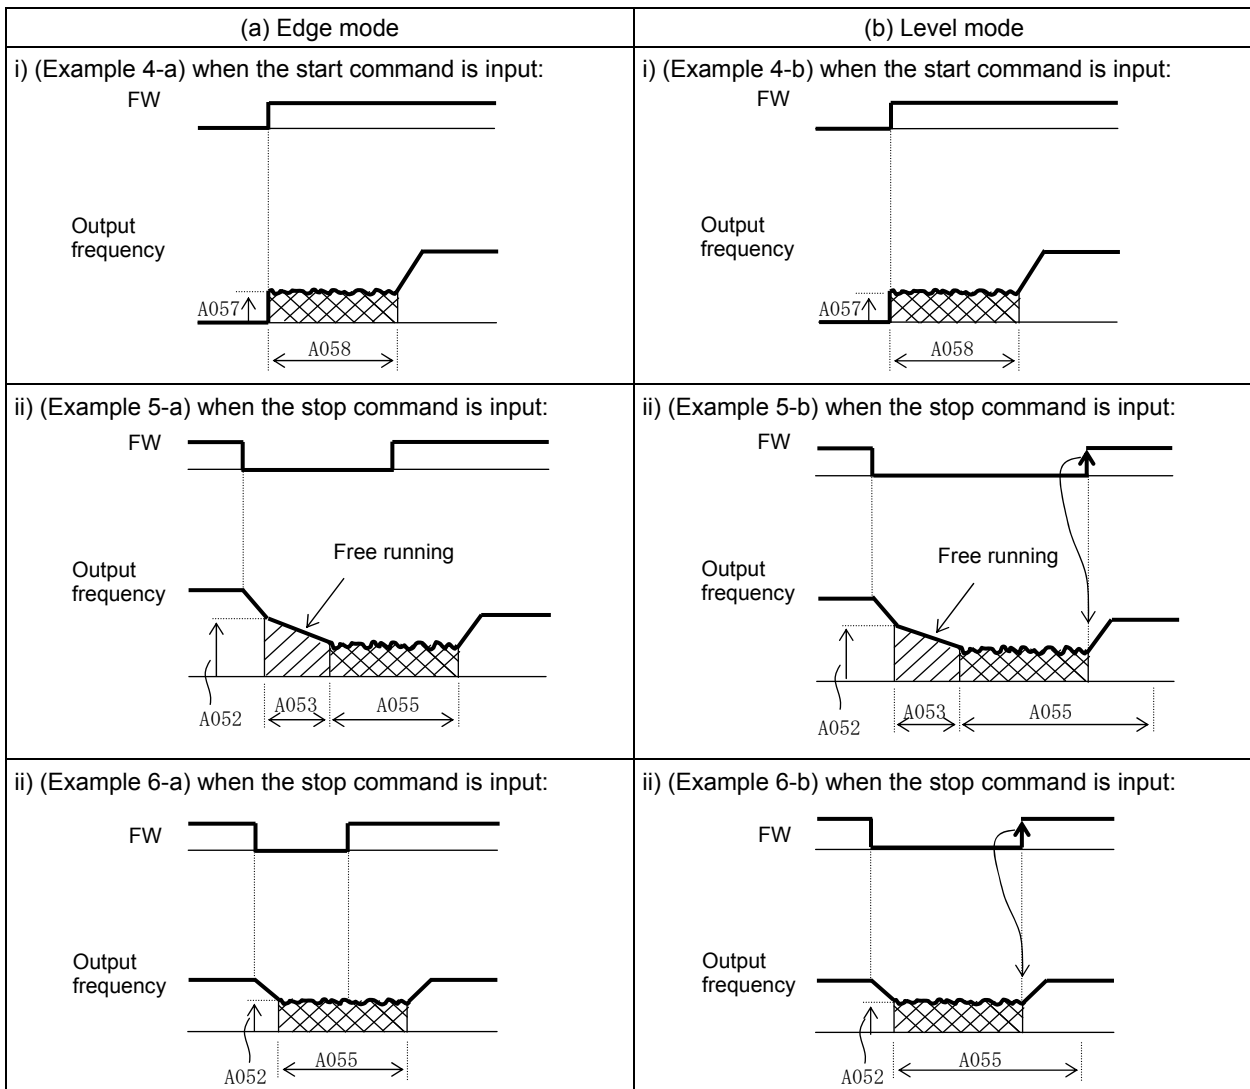 (a) Edge mode
(b) Level mode
i) (Example 4-a) when the start command is input:
FW
Output
frequency
A057
A058
i) (Example 4-b) when the start command is input:
FW
Output
frequency
A057
A058
ii) (Example 5-a) when the stop command is input:
FW
Free running
Output
frequency
A052
A053
A055
ii) (Example 5-b) when the stop command is input:
FW
Free running
Output
frequency
A052
A053
A055
ii) (Example 6-a) when the stop command is input:
FW
Output
frequency
A052
A055
ii) (Example 6-b) when the stop command is input:
FW
Output
frequency
A052
A055